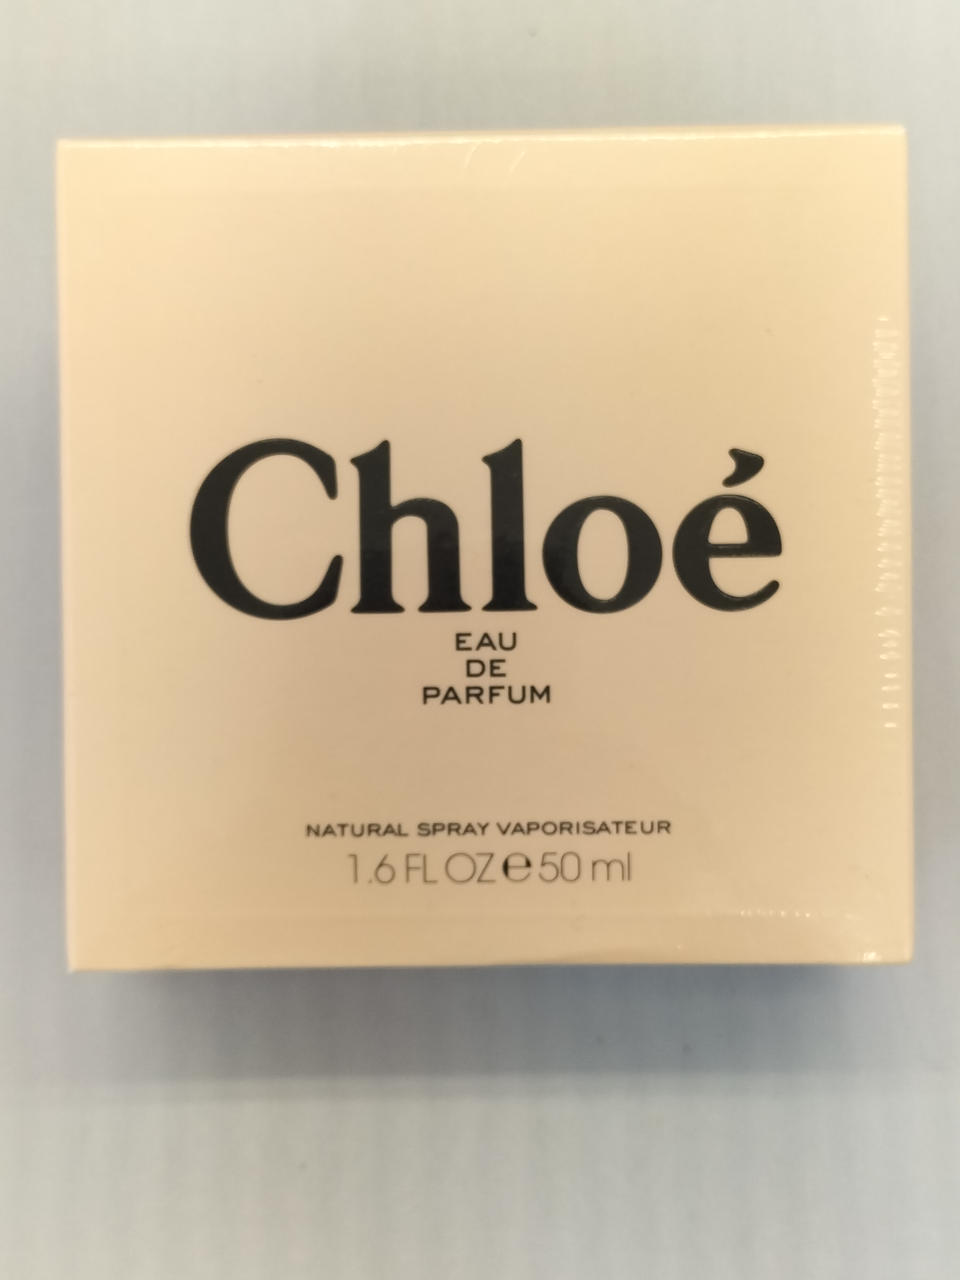 Chloé
EAU
DE
PARFUM
NATURAL SPRAY VAPORISATEUR
1.6 FL OZ ℮ 50 ml